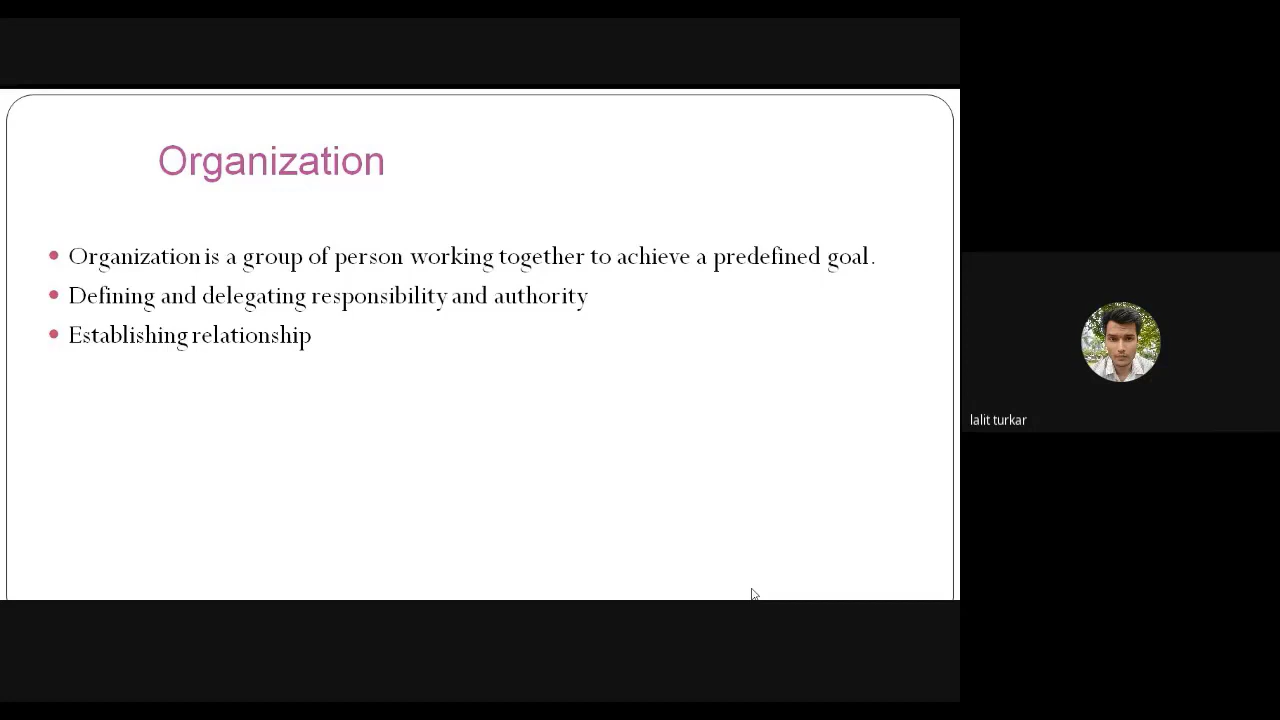 Organization
• Organization is a group of person working together to achieve a predefined goal.
• Defining and delegating responsibility and authority
• Establishing relationship
lalit turkar